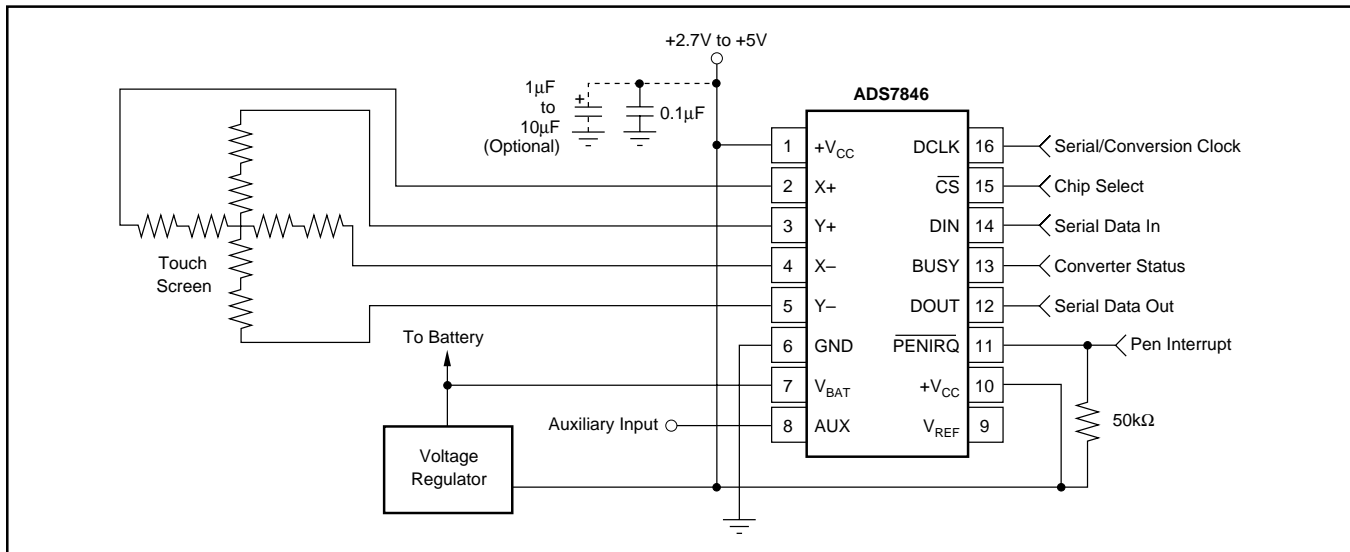 +2.7V to +5V
1µF
to
10µF
(Optional)
0.1µF
ADS7846
1 +VCC DCLK 16 Serial/Conversion Clock
2 X+ CS 15 Chip Select
3 Y+ DIN 14 Serial Data In
4 X– BUSY 13 Converter Status
5 Y– DOUT 12 Serial Data Out
6 GND PENIRQ 11 Pen Interrupt
7 VBAT +VCC 10
8 AUX VREF 9
Touch
Screen
To Battery
Auxiliary Input
Voltage
Regulator
50kΩ
+